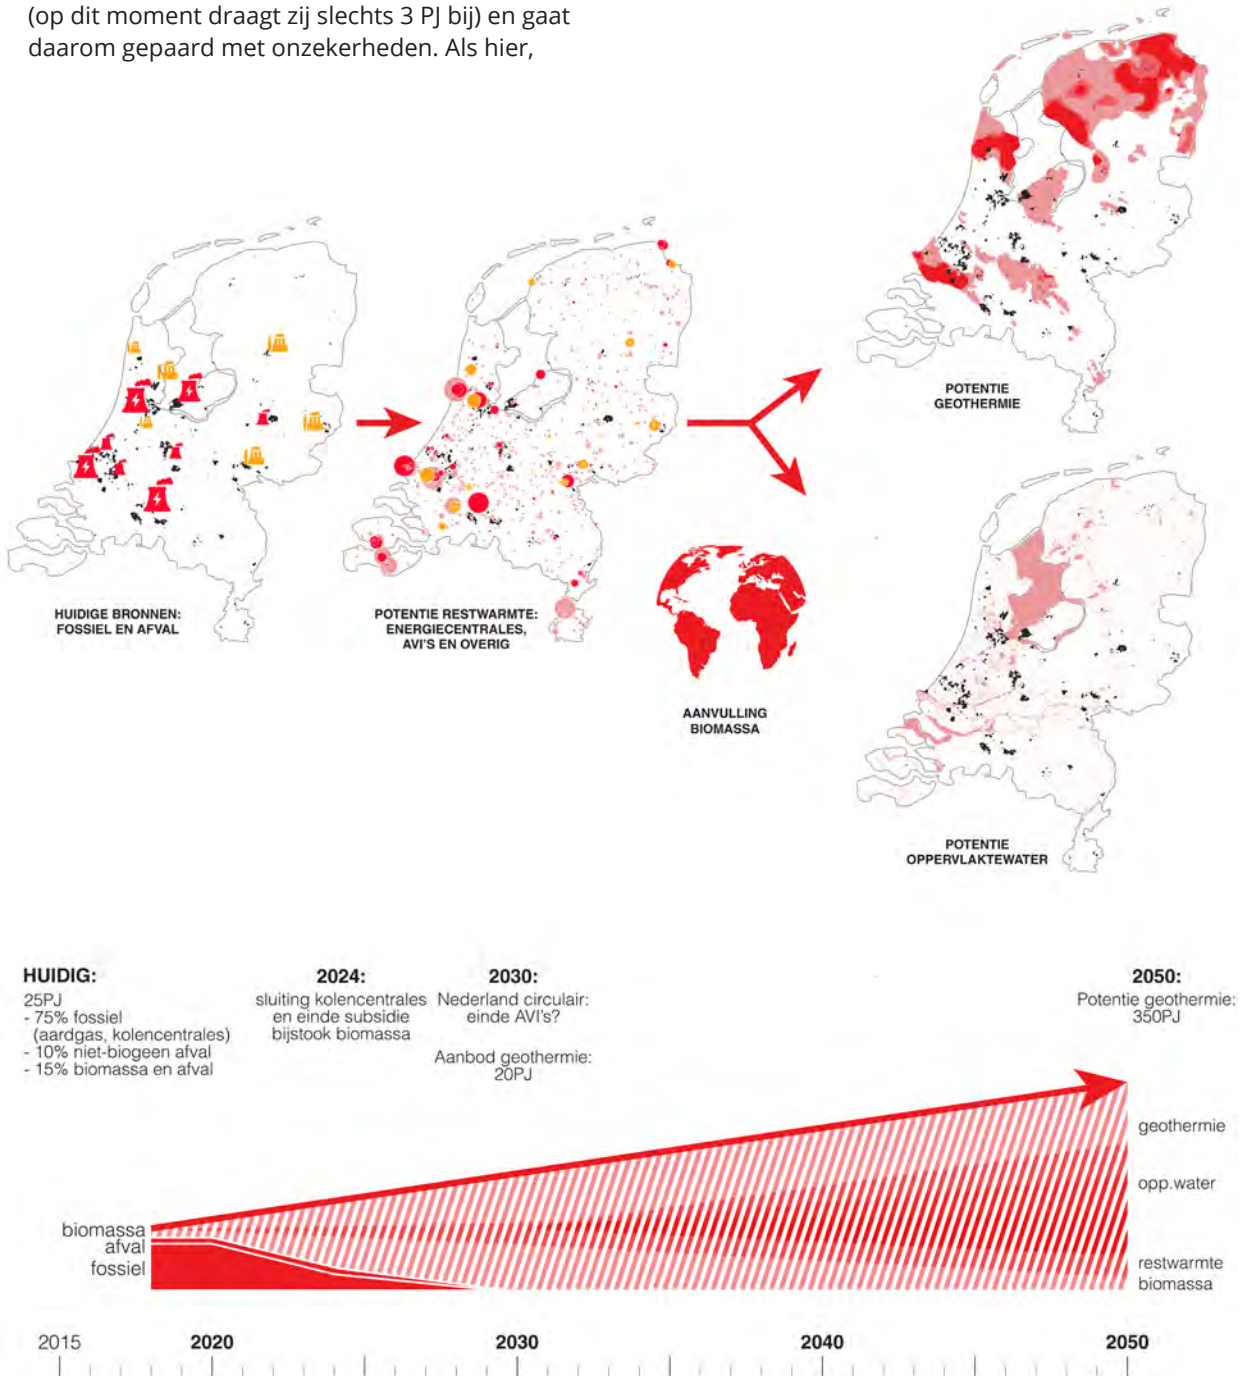 (op dit moment draagt zij slechts 3 PJ bij) en gaat
daarom gepaard met onzekerheden. Als hier,
POTENTIE
GEOTHERMIE
HUIDIGE BRONNEN:
FOSSIEL EN AFVAL
POTENTIE RESTWARMTE:
ENERGIECENTRALES,
AVI'S EN OVERIG
AANVULLING
BIOMASSA
POTENTIE
OPPERVLAKTEWATER
HUIDIG:
25PJ
- 75% fossiel
(aardgas, kolencentrales)
- 10% niet-biogeen afval
- 15% biomassa en afval
2024:
sluiting kolencentrales
en einde subsidie
bijstook biomassa
2030:
Nederland circulair:
einde AVI's?
Aanbod geothermie:
20PJ
2050:
Potentie geothermie:
350PJ
geothermie
opp.water
biomassa
afval
fossiel
restwarmte
biomassa
2015 2020 2030 2040 2050